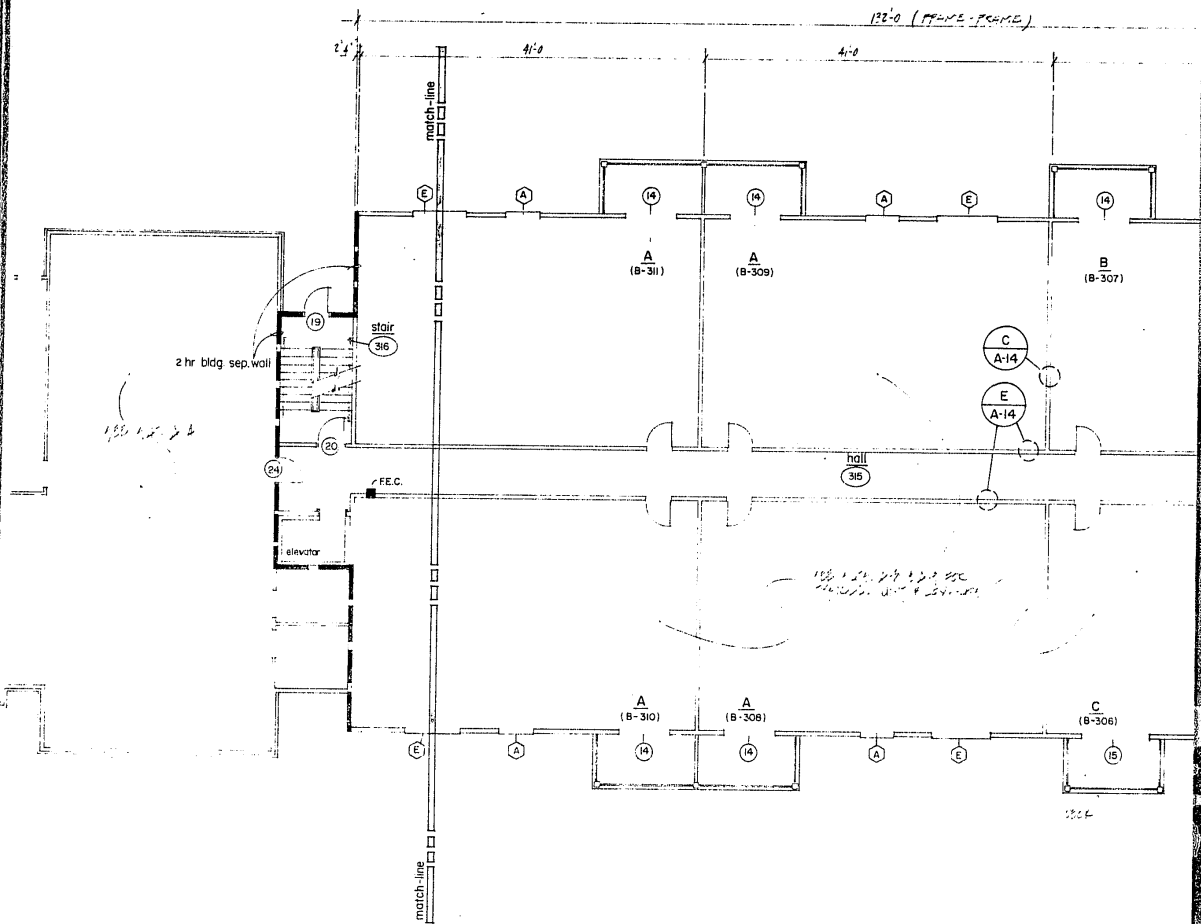 132'-0 (FRAME-FRAME)
41'-0
41'-0
match-line
E
A
14
14
A
E
14
A
(B-311)
A
(B-309)
B
(B-307)
19
stair
316
2 hr bldg. sep. wall
C
A-14
E
A-14
20
hall
315
24
F.E.C.
elevator
A
(B-310)
A
(B-308)
C
(B-306)
E
A
14
14
A
E
15
match-line